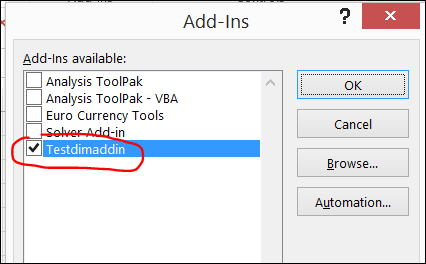 Add-Ins
? ×
Add-Ins available:
Analysis ToolPak
Analysis ToolPak - VBA
Euro Currency Tools
Solver Add-in
Testdimaddin
OK
Cancel
Browse...
Automation...